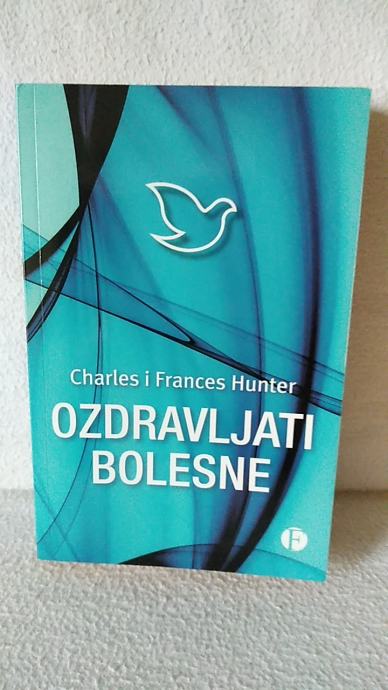 Charles i Frances Hunter
OZDRAVLJATI
BOLESNE
F